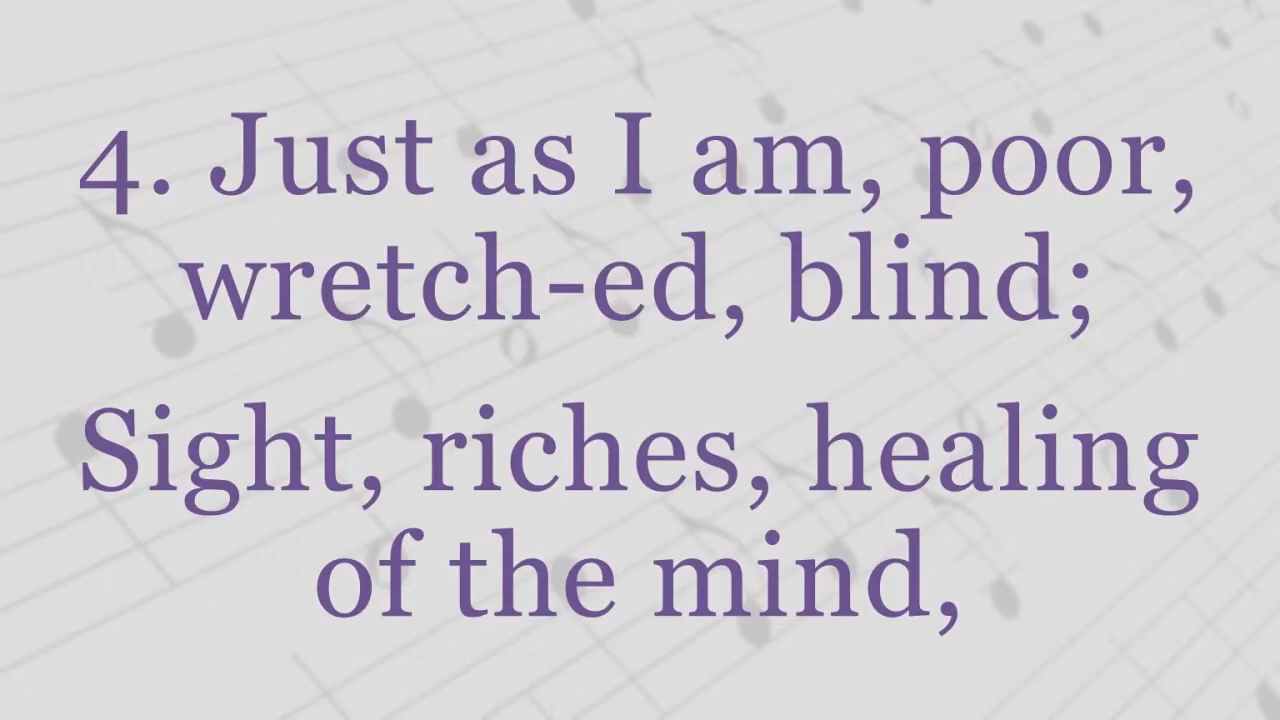 4. Just as I am, poor,
wretch-ed, blind;
Sight, riches, healing
of the mind,